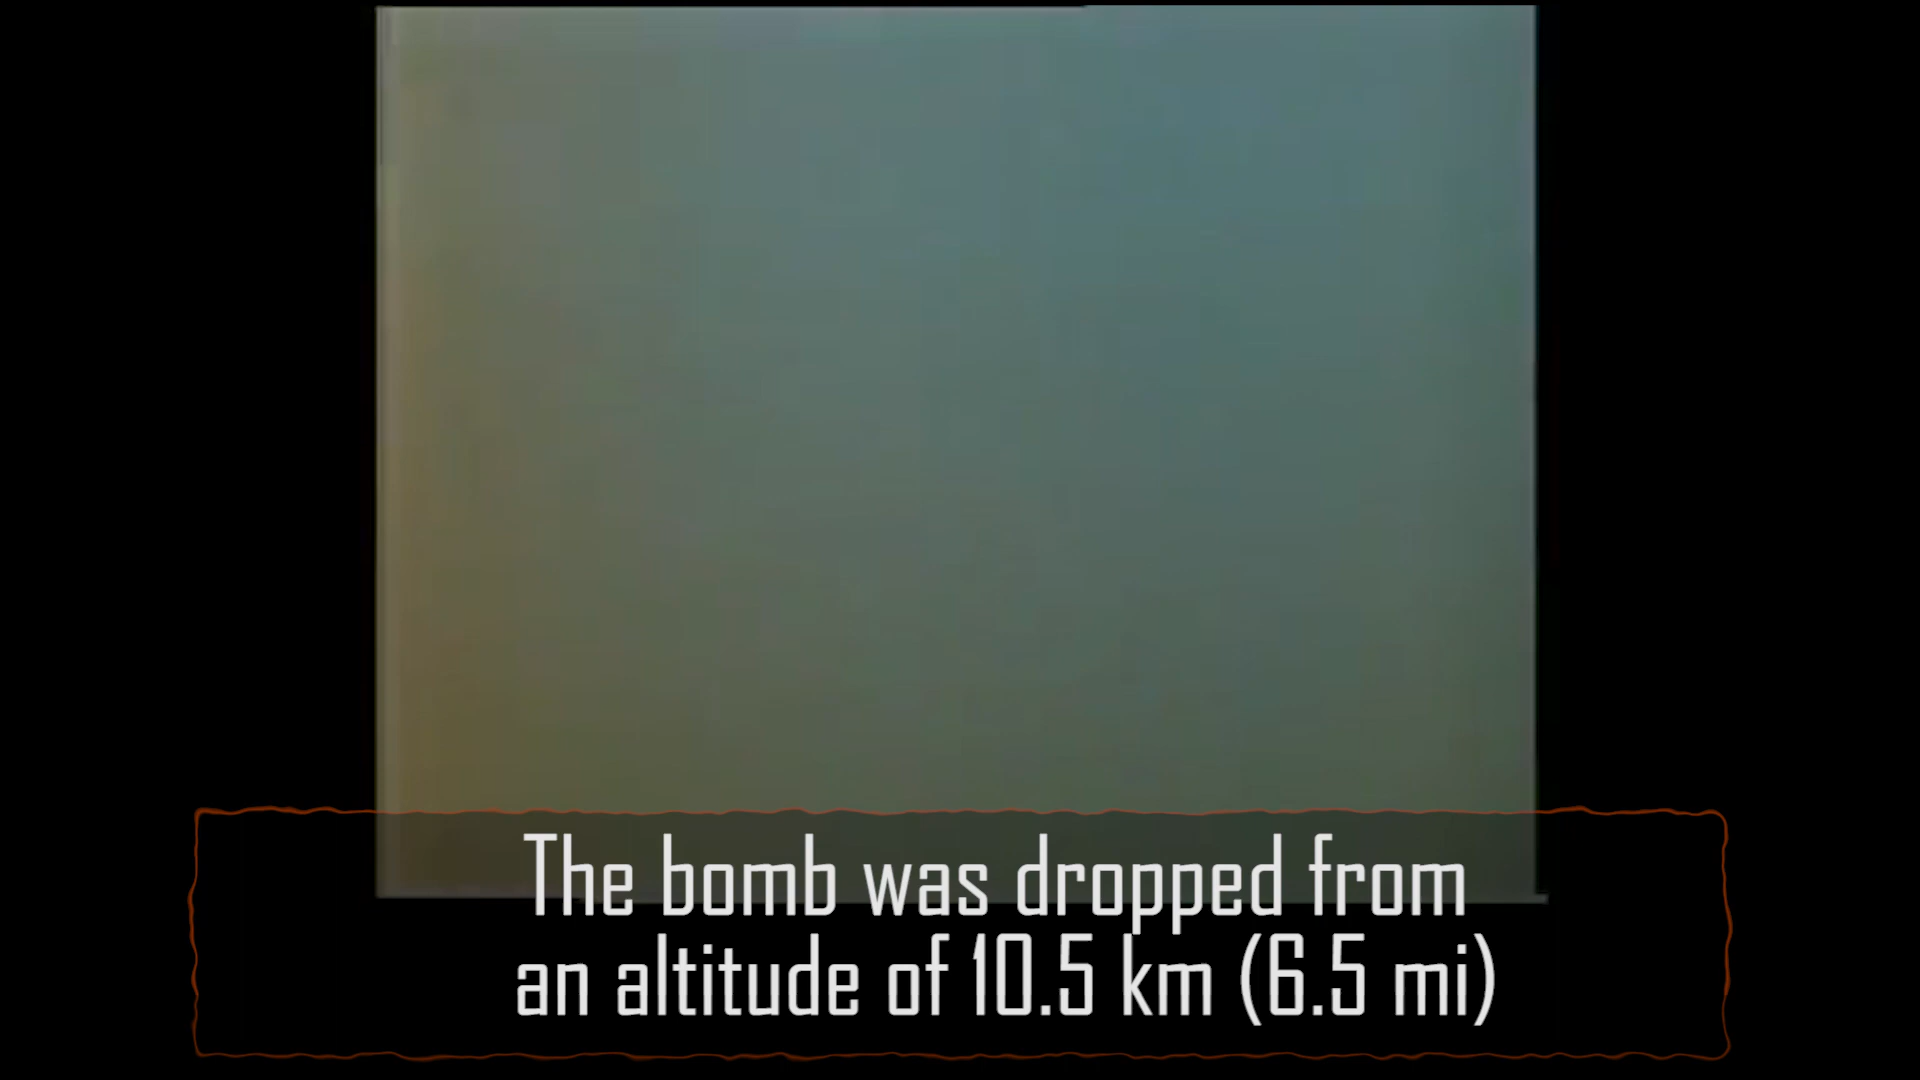 The bomb was dropped from
an altitude of 10.5 km (6.5 mi)